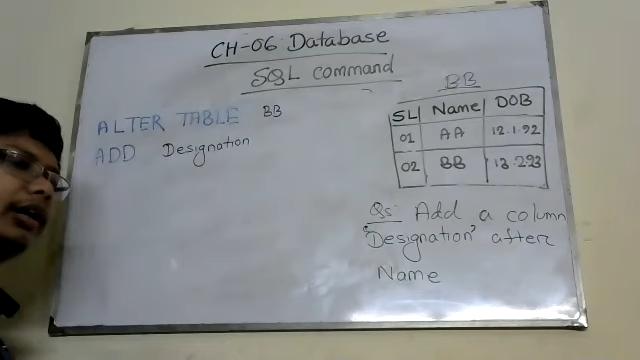 CH-06 Database
SQL command
ALTER TABLE BB
ADD Designation
BB
SL Name DOB
01 AA 12.1.92
02 BB 13.2.93
Qs: Add a column
"Designation" after
Name